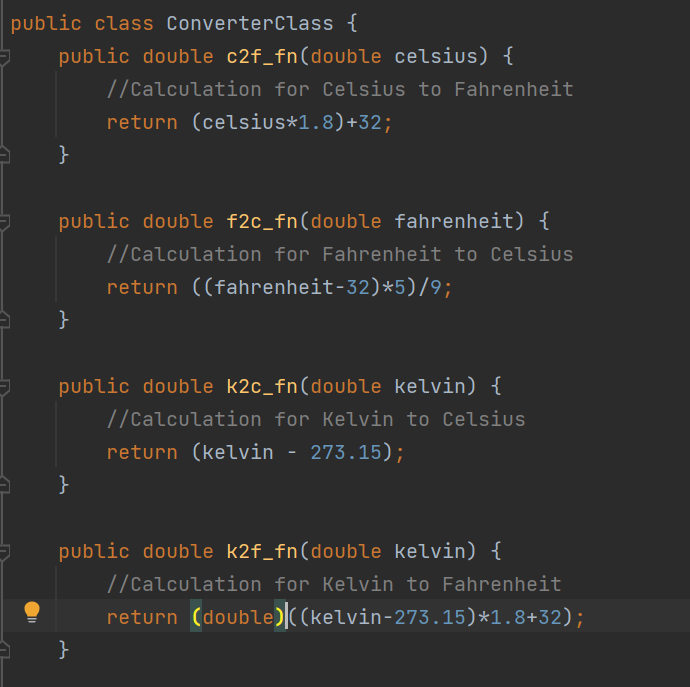 public class ConverterClass {
    public double c2f_fn(double celsius) {
        //Calculation for Celsius to Fahrenheit
        return (celsius*1.8)+32;
    }

    public double f2c_fn(double fahrenheit) {
        //Calculation for Fahrenheit to Celsius
        return ((fahrenheit-32)*5)/9;
    }

    public double k2c_fn(double kelvin) {
        //Calculation for Kelvin to Celsius
        return (kelvin - 273.15);
    }

    public double k2f_fn(double kelvin) {
        //Calculation for Kelvin to Fahrenheit
        return (double)((kelvin-273.15)*1.8+32);
    }